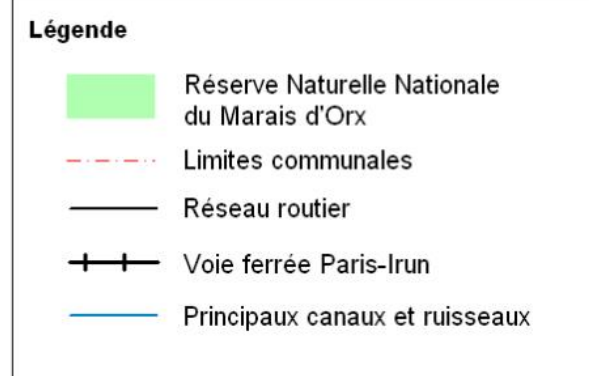 Légende
Réserve Naturelle Nationale
du Marais d'Orx
Limites communales
Réseau routier
Voie ferrée Paris-Irun
Principaux canaux et ruisseaux